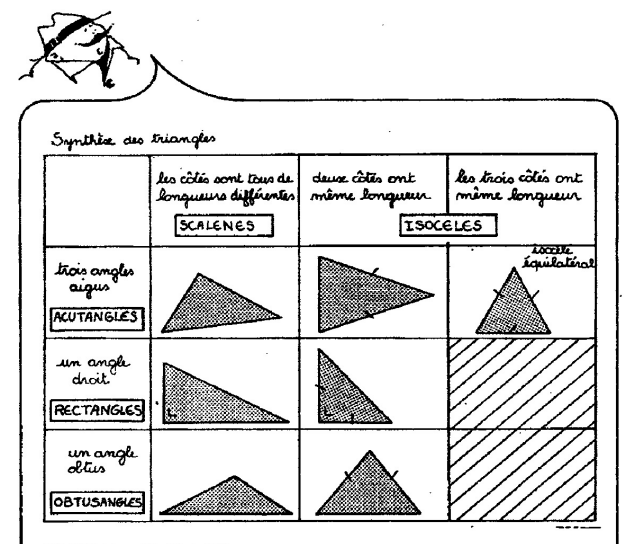 Synthèse des triangles
les côtés sont tous de
longueurs différentes
SCALENES
deux côtés ont
même longueur
les trois côtés ont
même longueur
ISOCELES
trois angles
aigus
ACUTANGLES
isocèle
équilatéral
un angle
droit
RECTANGLES
un angle
obtus
OBTUSANGLES